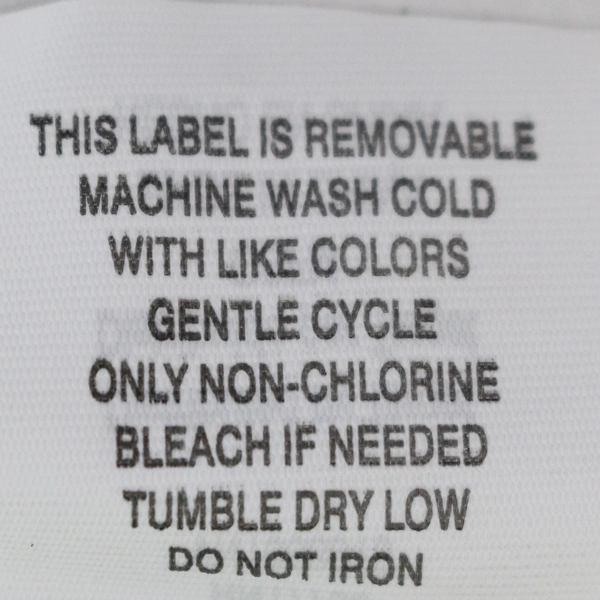 THIS LABEL IS REMOVABLE
MACHINE WASH COLD
WITH LIKE COLORS
GENTLE CYCLE
ONLY NON-CHLORINE
BLEACH IF NEEDED
TUMBLE DRY LOW
DO NOT IRON